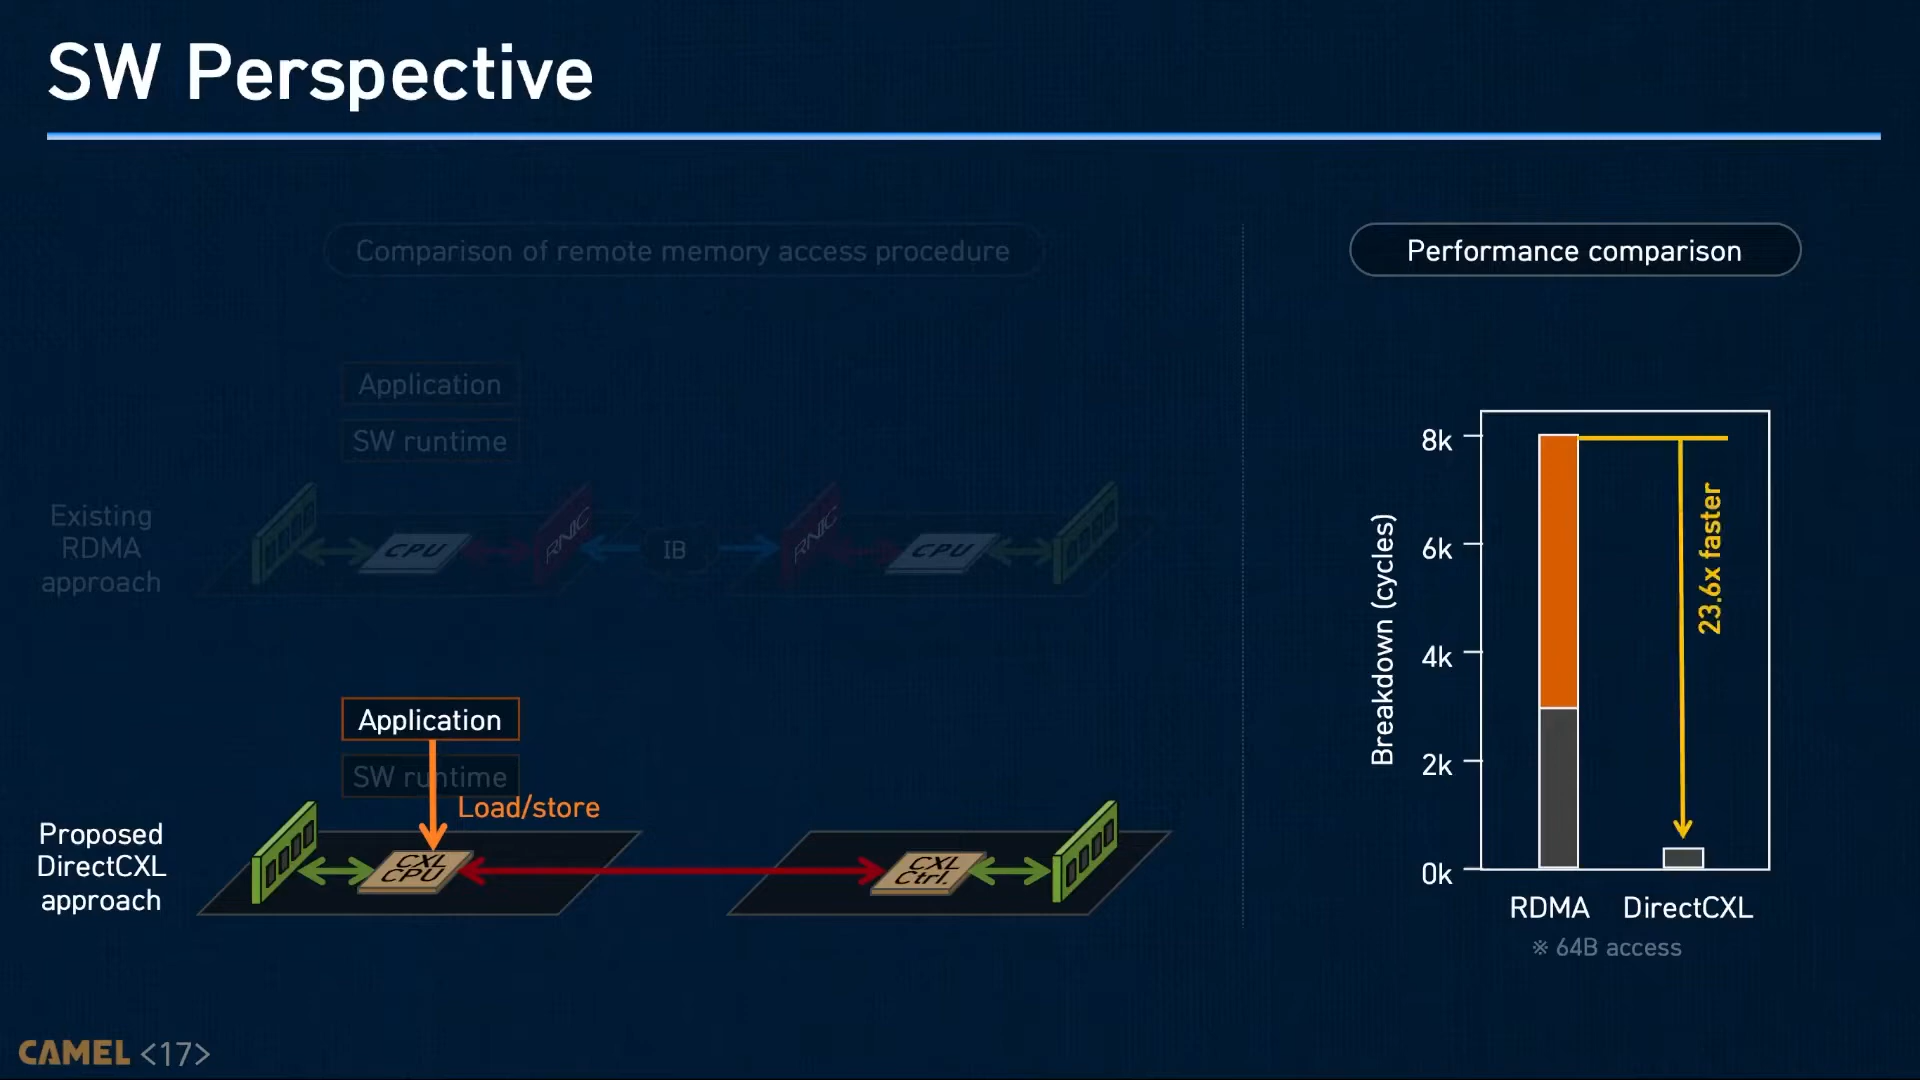 SW Perspective
Comparison of remote memory access procedure
Performance comparison
Application
SW runtime
Existing
RDMA
approach
CPU
RNIC
IB
RNIC
CPU
Application
SW runtime
Load/store
Proposed
DirectCXL
approach
CXL
CPU
CXL
Ctrl.
Breakdown (cycles)
8k
6k
4k
2k
0k
23.6x faster
RDMA
DirectCXL
※ 64B access
CAMEL <17>